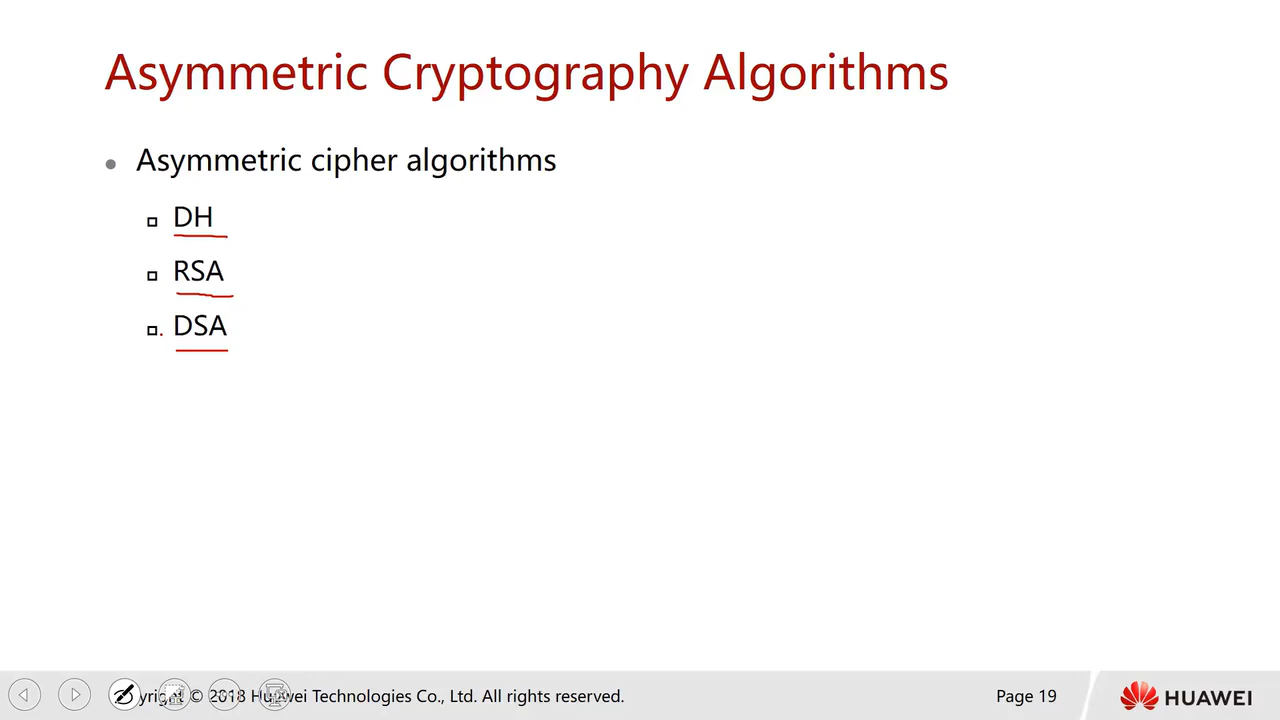 Asymmetric Cryptography Algorithms
Asymmetric cipher algorithms
DH
RSA
DSA
© 2018 Huawei Technologies Co., Ltd. All rights reserved.
Page 19
HUAWEI